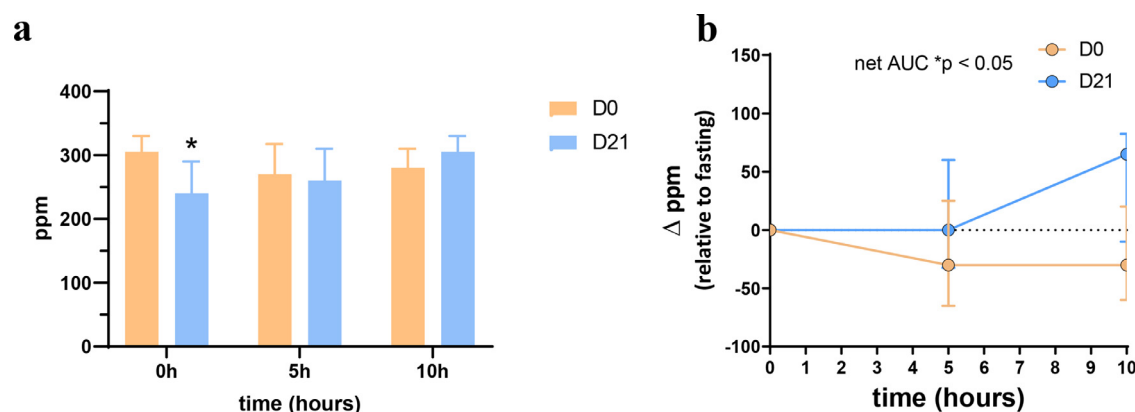 a
400
300
200
100
0
ppm
0h
5h
10h
time (hours)
*
D0
D21
b
150
100
50
0
-50
-100
Δ ppm
(relative to fasting)
net AUC *p < 0.05
D0
D21
0 1 2 3 4 5 6 7 8 9 10
time (hours)